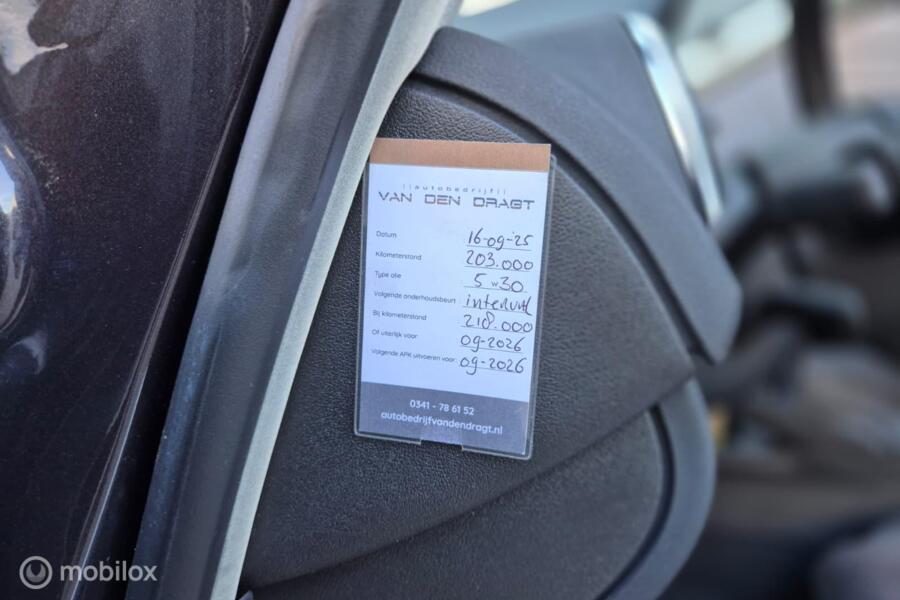 ||autobedrijf||
VAN DEN DRAGT
Datum 16-09-'25
Kilometerstand 203.000
Type olie 5w30
Volgende onderhoudsbeurt : interval
Bij kilometerstand 218.000
Of uiterlijk voor 09-2026
Volgende APK uitvoeren voor: 09-2026
0341 - 78 61 52
autobedrijfvandendragt.nl
mobilox